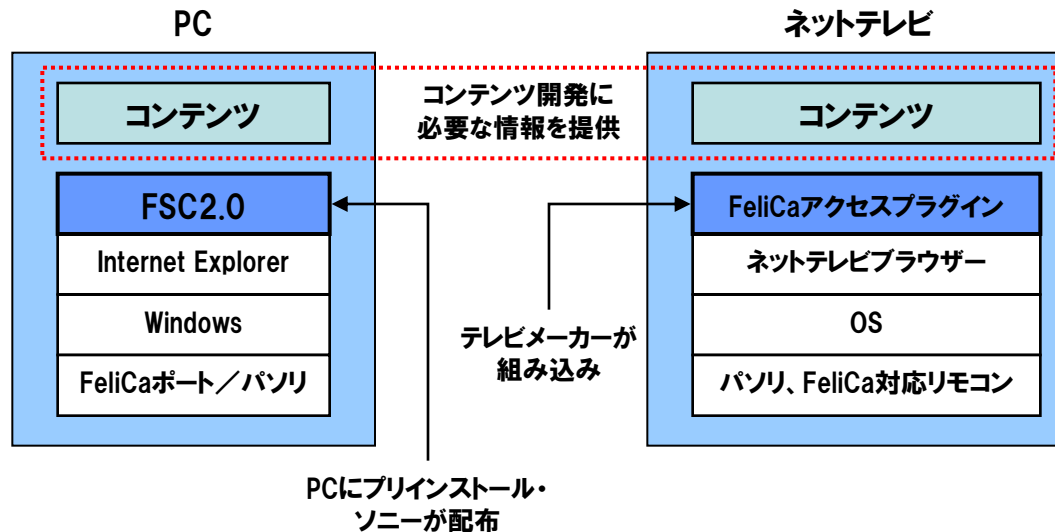 PC
ネットテレビ
コンテンツ
コンテンツ開発に
必要な情報を提供
コンテンツ
FSC2.0
Internet Explorer
Windows
FeliCaポート／パソリ
FeliCaアクセスプラグイン
ネットテレビブラウザー
OS
パソリ、FeliCa対応リモコン
テレビメーカーが
組み込み
PCにプリインストール・
ソニーが配布